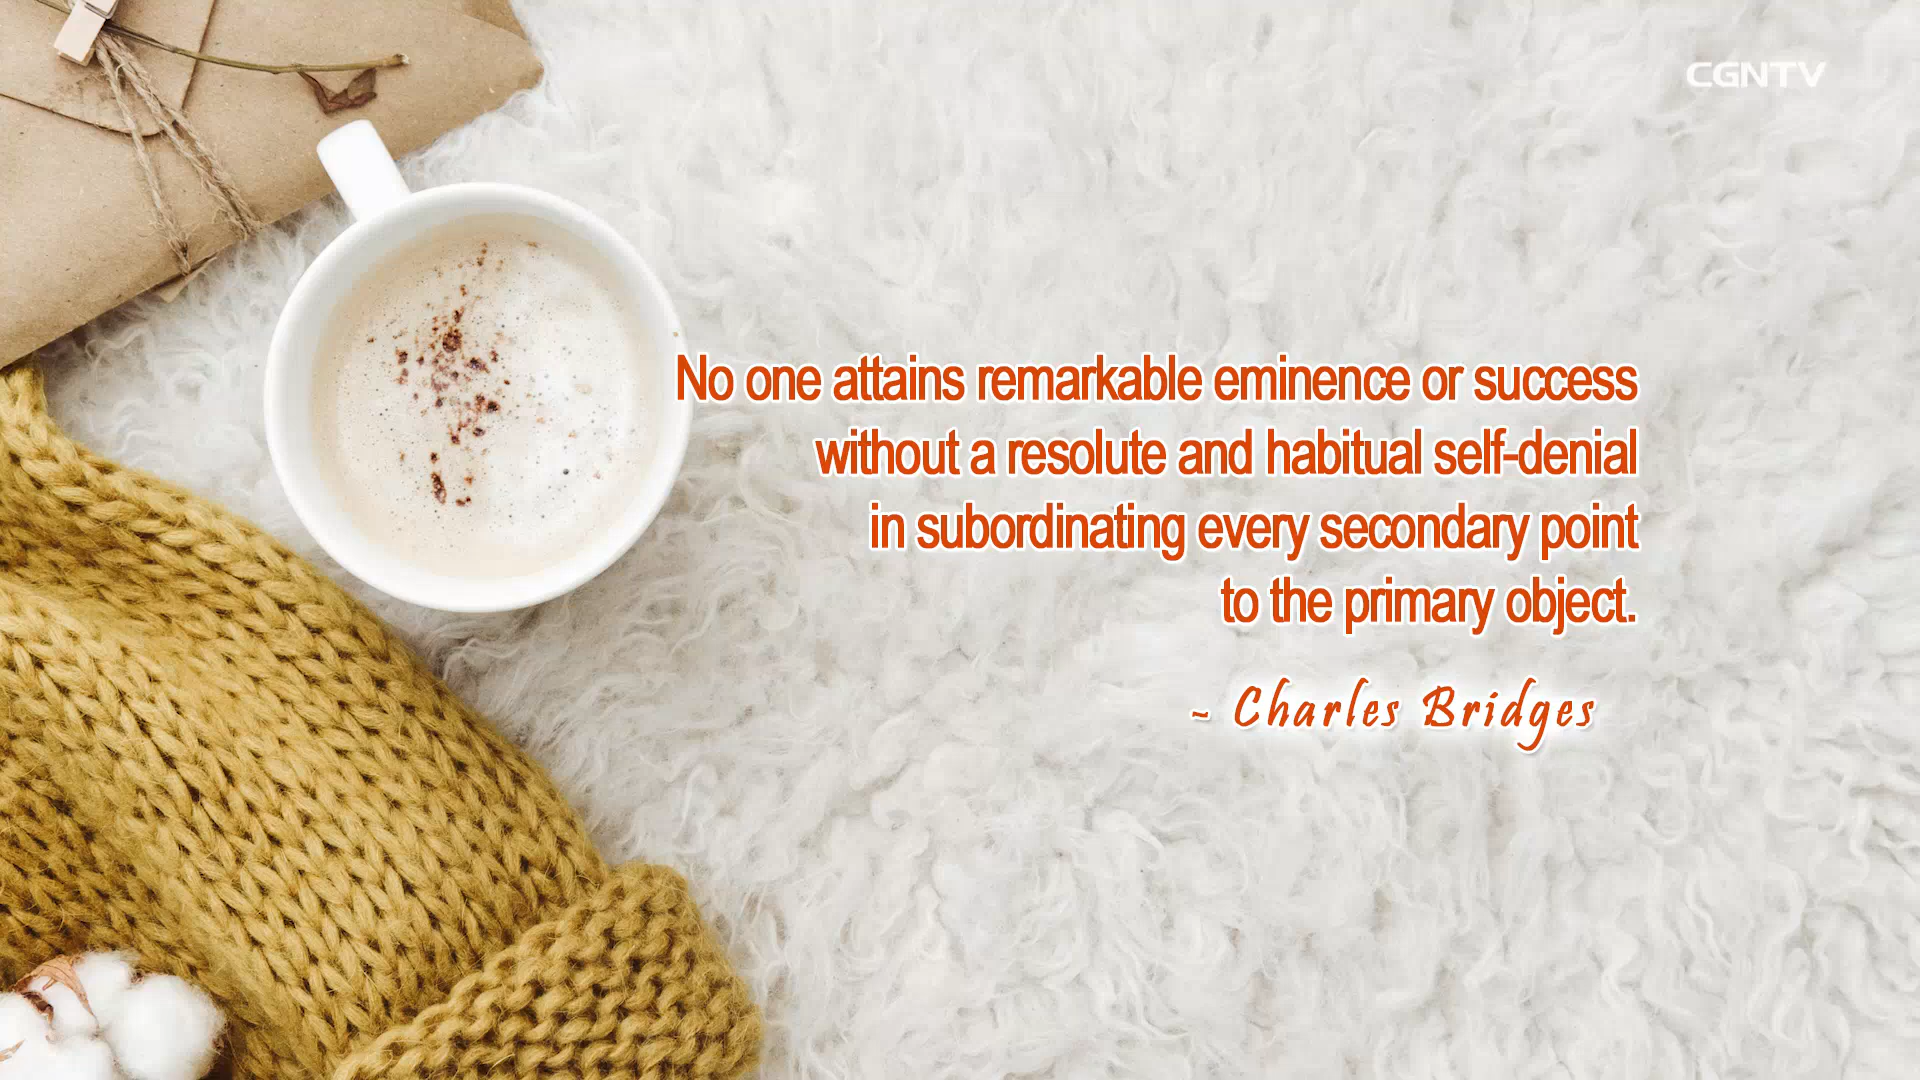 CGNTV
No one attains remarkable eminence or success
without a resolute and habitual self-denial
in subordinating every secondary point
to the primary object.
~ Charles Bridges